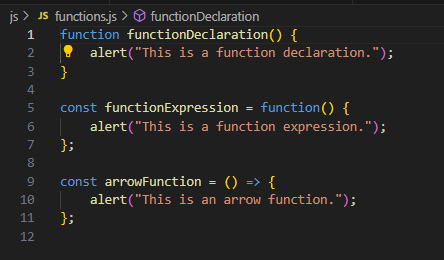 js > JS functions.js > functionDeclaration
1 function functionDeclaration() {
2     alert("This is a function declaration.");
3 }
4
5 const functionExpression = function() {
6     alert("This is a function expression.");
7 };
8
9 const arrowFunction = () => {
10     alert("This is an arrow function.");
11 };
12